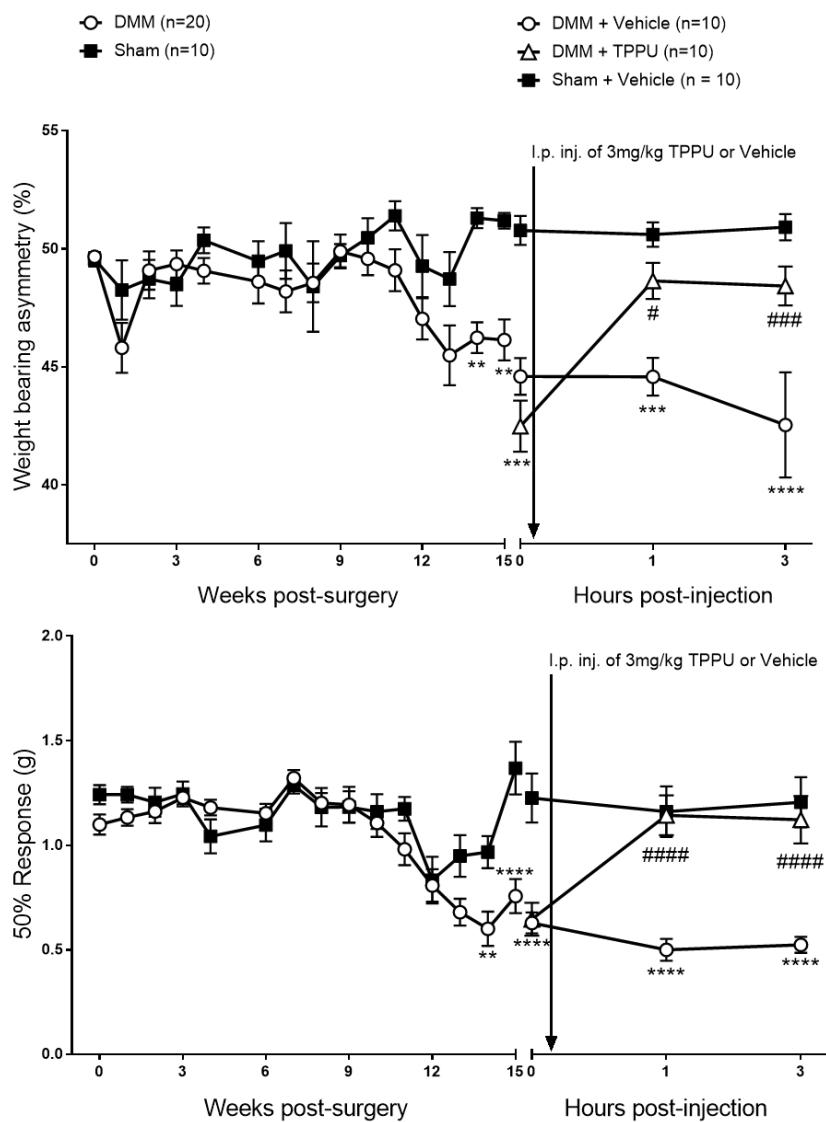 DMM (n=20)
Sham (n=10)
DMM + Vehicle (n=10)
DMM + TPPU (n=10)
Sham + Vehicle (n = 10)
Weight bearing asymmetry (%)
55
50
45
40
I.p. inj. of 3mg/kg TPPU or Vehicle
#
###
**
**
***
***
****
0 3 6 9 12 15 0 1 3
Weeks post-surgery Hours post-injection
50% Response (g)
2.0
1.5
1.0
0.5
0.0
I.p. inj. of 3mg/kg TPPU or Vehicle
####
####
****
**
****
****
****
0 3 6 9 12 15 0 1 3
Weeks post-surgery Hours post-injection